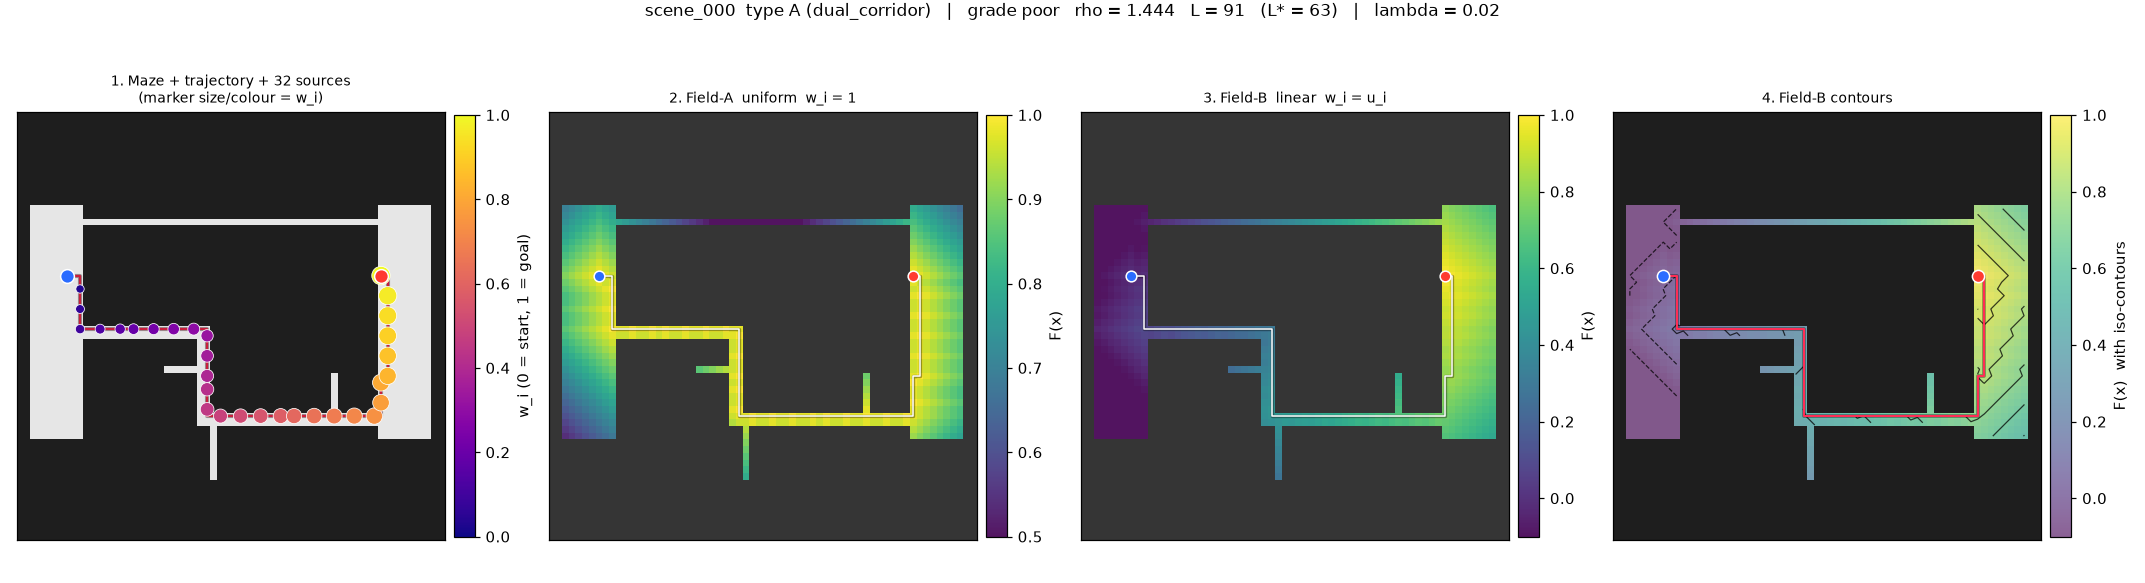 scene_000 type A (dual_corridor) | grade poor rho = 1.444 L = 91 (L* = 63) | lambda = 0.02
1. Maze + trajectory + 32 sources
(marker size/colour = w_i)
1.0
0.8
0.6
0.4
0.2
0.0
w_i (0 = start, 1 = goal)
2. Field-A uniform w_i = 1
1.0
0.9
0.8
0.7
0.6
0.5
F(x)
3. Field-B linear w_i = u_i
1.0
0.8
0.6
0.4
0.2
0.0
F(x)
4. Field-B contours
1.0
0.8
0.6
0.4
0.2
0.0
F(x) with iso-contours